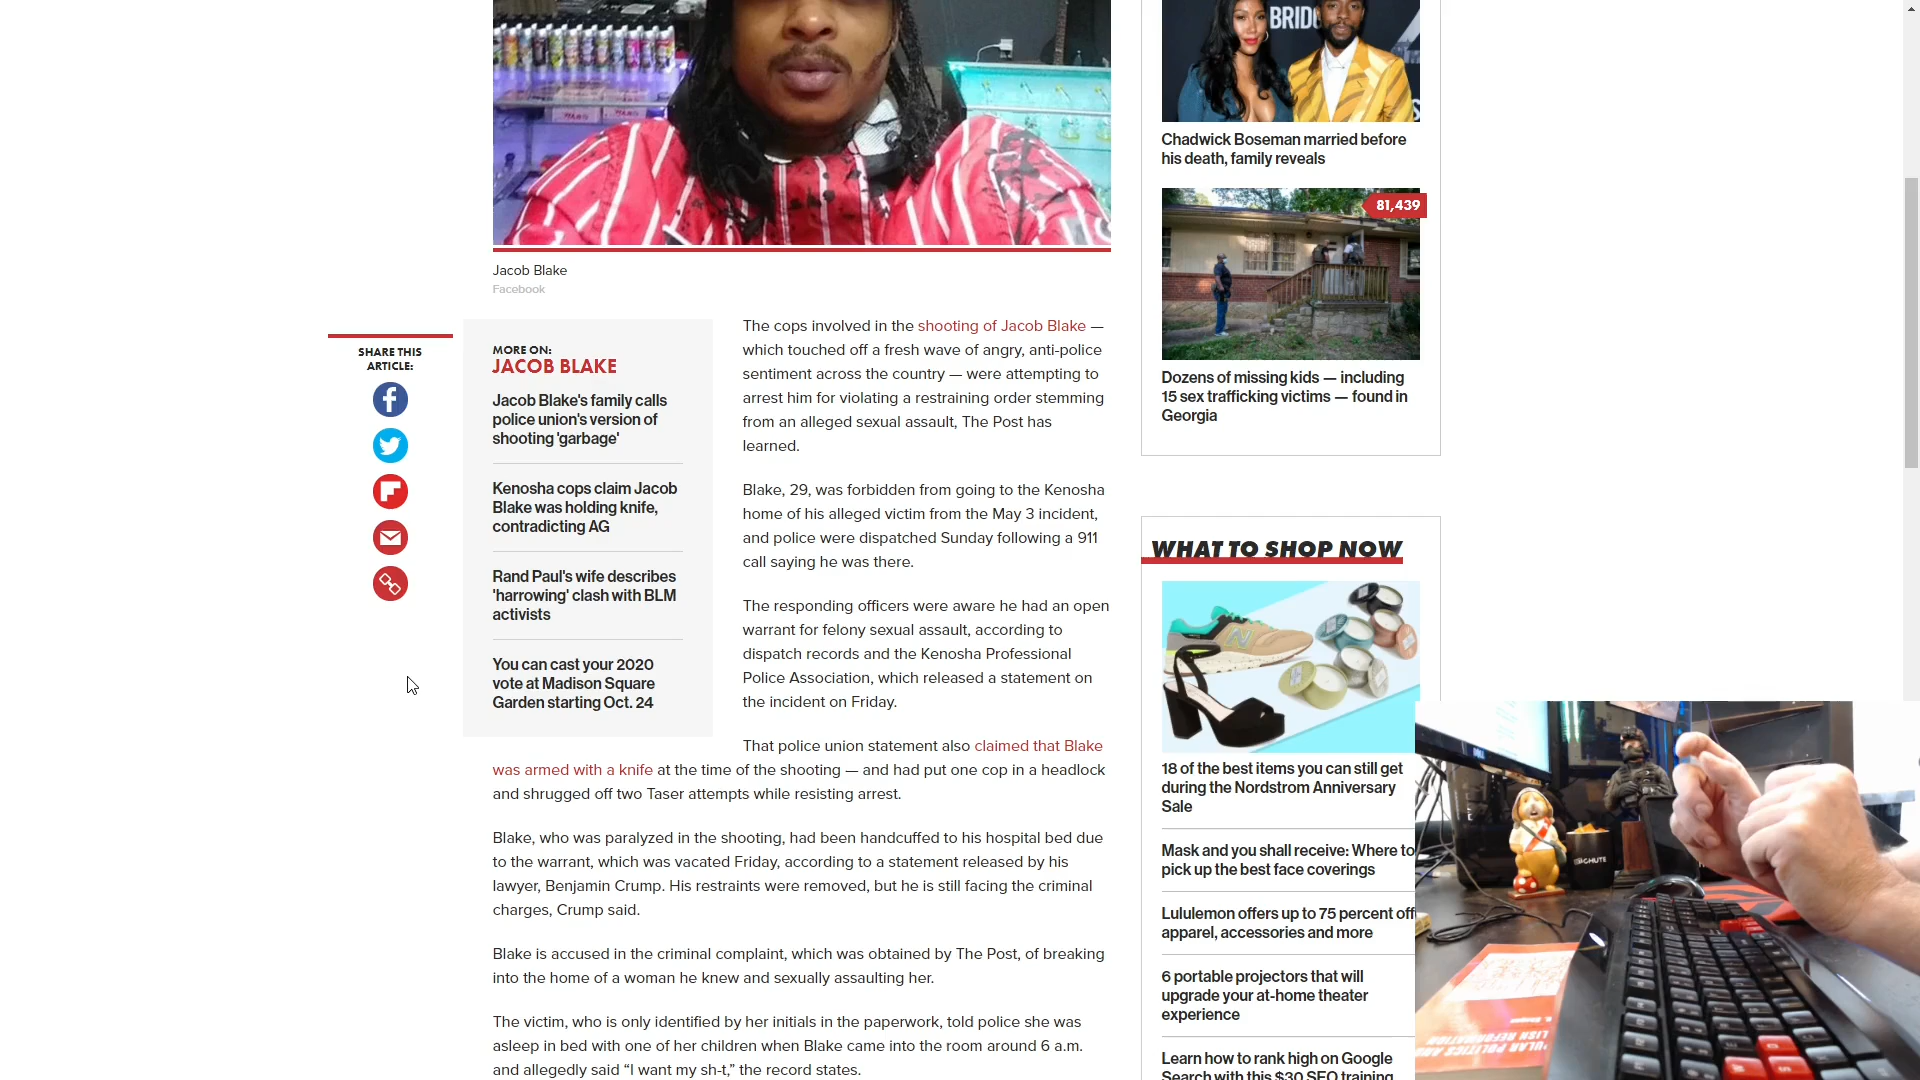 BRIDG
Chadwick Boseman married before
his death, family reveals
81,439
Dozens of missing kids — including
15 sex trafficking victims — found in
Georgia
Jacob Blake
Facebook
SHARE THIS
ARTICLE:
MORE ON:
JACOB BLAKE
Jacob Blake's family calls
police union's version of
shooting 'garbage'
Kenosha cops claim Jacob
Blake was holding knife,
contradicting AG
Rand Paul's wife describes
'harrowing' clash with BLM
activists
You can cast your 2020
vote at Madison Square
Garden starting Oct. 24
The cops involved in the shooting of Jacob Blake —
which touched off a fresh wave of angry, anti-police
sentiment across the country — were attempting to
arrest him for violating a restraining order stemming
from an alleged sexual assault, The Post has
learned.
Blake, 29, was forbidden from going to the Kenosha
home of his alleged victim from the May 3 incident,
and police were dispatched Sunday following a 911
call saying he was there.
The responding officers were aware he had an open
warrant for felony sexual assault, according to
dispatch records and the Kenosha Professional
Police Association, which released a statement on
the incident on Friday.
That police union statement also claimed that Blake
was armed with a knife at the time of the shooting — and had put one cop in a headlock
and shrugged off two Taser attempts while resisting arrest.
Blake, who was paralyzed in the shooting, had been handcuffed to his hospital bed due
to the warrant, which was vacated Friday, according to a statement released by his
lawyer, Benjamin Crump. His restraints were removed, but he is still facing the criminal
charges, Crump said.
Blake is accused in the criminal complaint, which was obtained by The Post, of breaking
into the home of a woman he knew and sexually assaulting her.
The victim, who is only identified by her initials in the paperwork, told police she was
asleep in bed with one of her children when Blake came into the room around 6 a.m.
and allegedly said “I want my sh-t,” the record states.
WHAT TO SHOP NOW
18 of the best items you can still get
during the Nordstrom Anniversary
Sale
Mask and you shall receive: Where to
pick up the best face coverings
Lululemon offers up to 75 percent off
apparel, accessories and more
6 portable projectors that will
upgrade your at-home theater
experience
Learn how to rank high on Google
Search with this $30 SEO training